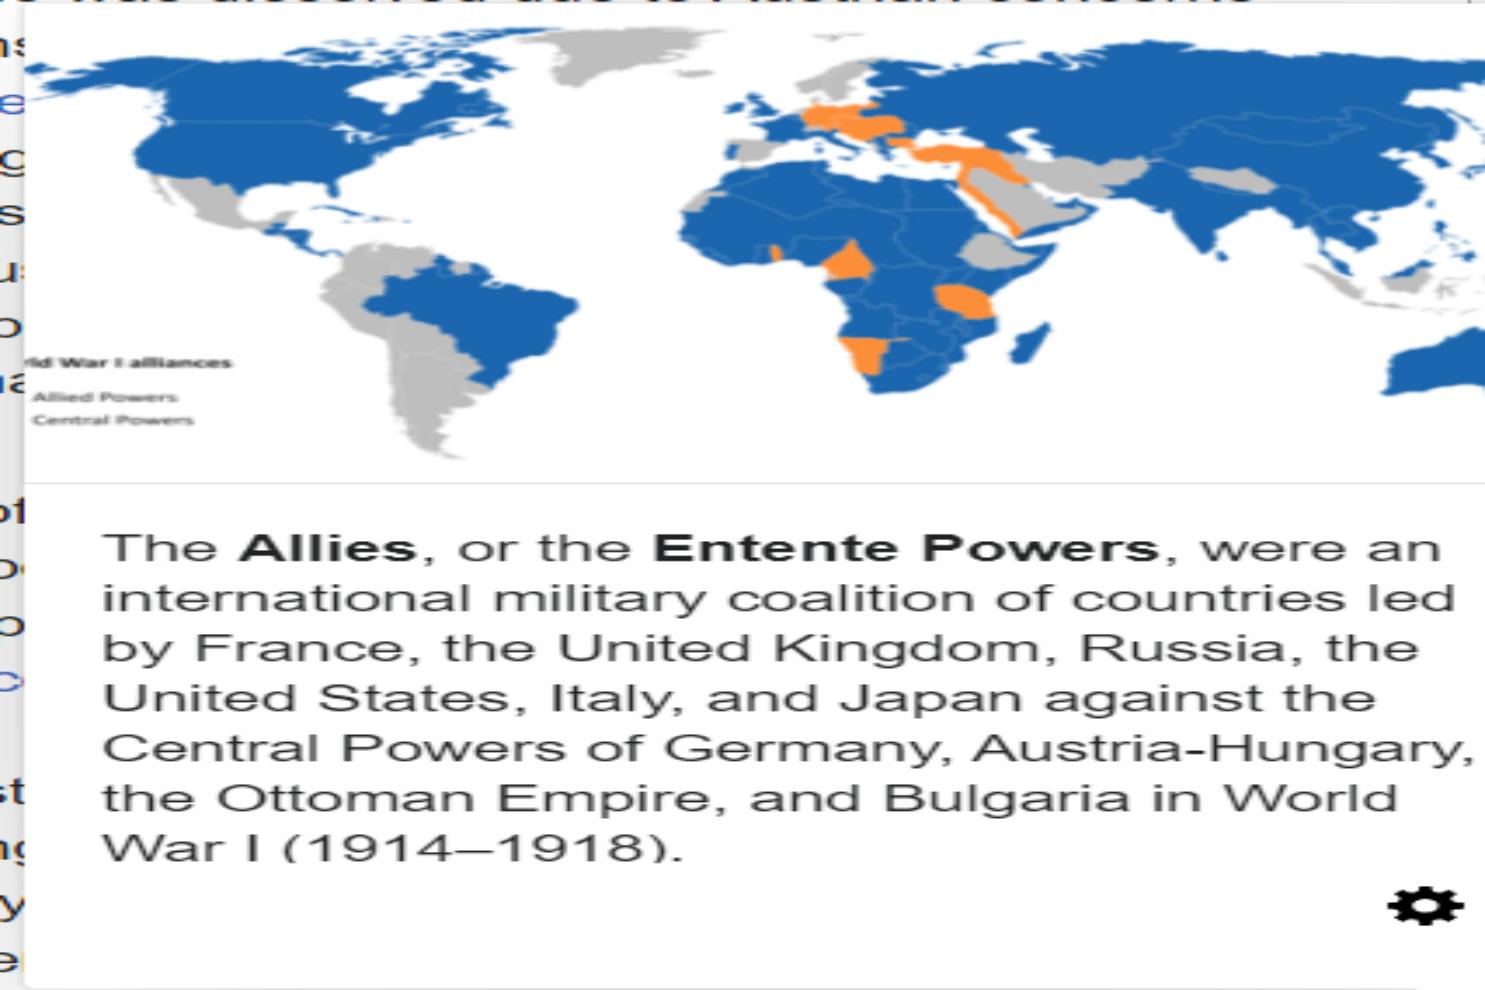 rld War I alliances
Allied Powers
Central Powers
The Allies, or the Entente Powers, were an
international military coalition of countries led
by France, the United Kingdom, Russia, the
United States, Italy, and Japan against the
Central Powers of Germany, Austria-Hungary,
the Ottoman Empire, and Bulgaria in World
War I (1914–1918).